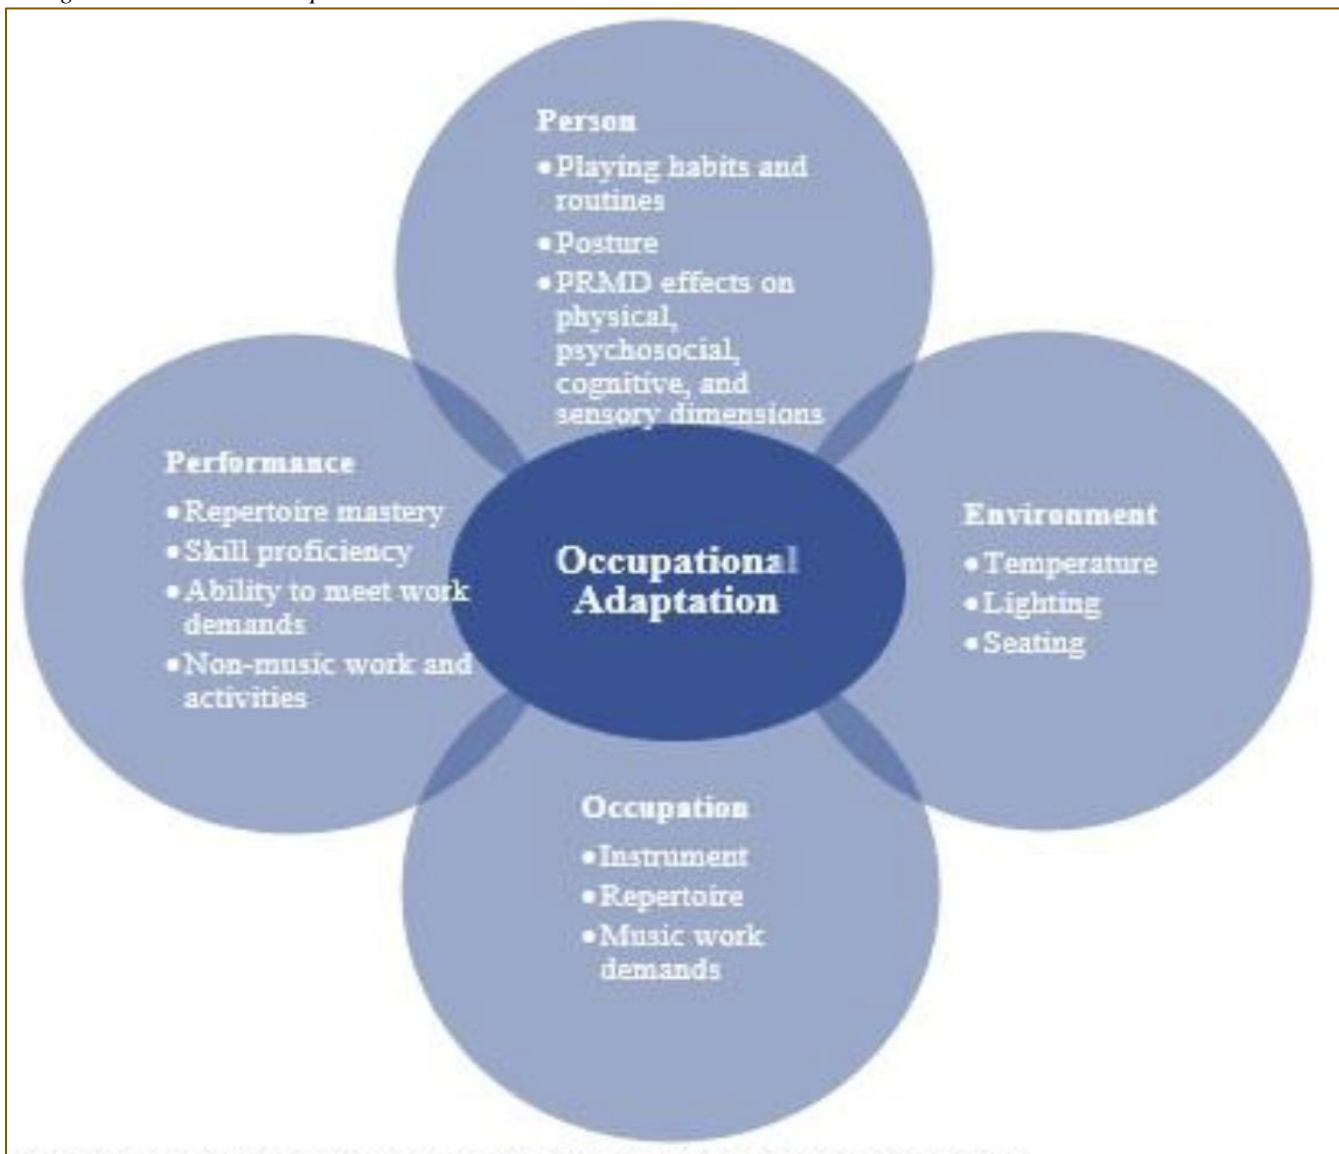 Person
•Playing habits and
routines
•Posture
•PRMD effects on
physical,
psychosocial,
cognitive, and
sensory dimensions
Performance
•Repertoire mastery
•Skill proficiency
•Ability to meet work
demands
•Non-music work and
activities
Occupational
Adaptation
Environment
•Temperature
•Lighting
•Seating
Occupation
•Instrument
•Repertoire
•Music work
demands